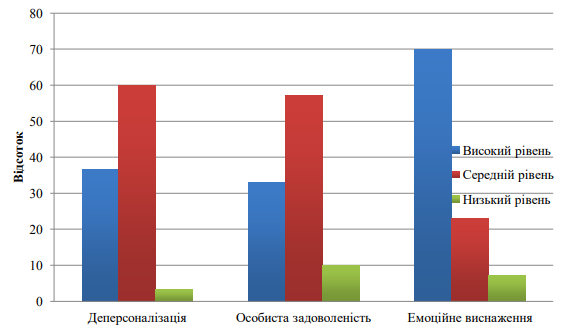 80
70
60
50
40
30
20
10
0
Відсоток
Деперсоналізація
Особиста задоволеність
Емоційне виснаження
Високий рівень
Середній рівень
Низький рівень